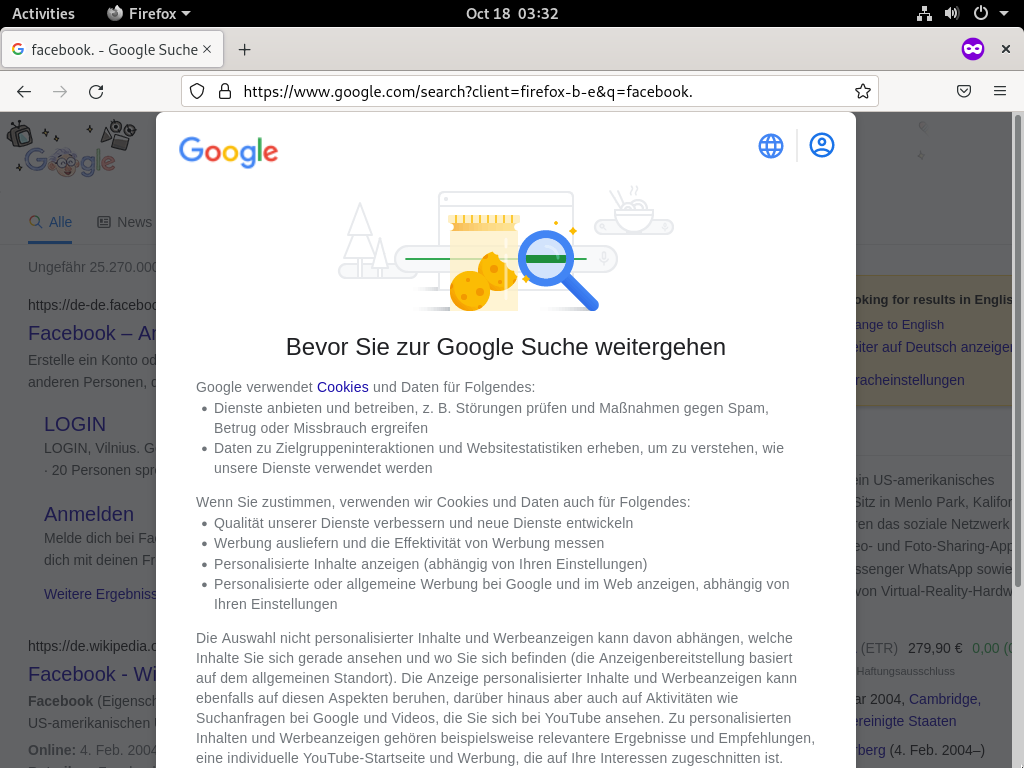 Activities
Firefox
Oct 18 03:32
facebook. - Google Suche
https://www.google.com/search?client=firefox-b-e&q=facebook.
Google
Google
Alle
News
Ungefähr 25.270.000
https://de-de.facebo
Facebook –
Erstelle ein Konto
anderen Personen,
LOGIN
LOGIN, Vilnius.
· 20 Personen
Anmelden
Melde dich bei
dich mit deinen
Weitere
https://de.wikipedia.
Facebook -
Facebook
US-amerikanischen
Online: 4. Feb. 2004
Bevor Sie zur Google Suche weitergehen
Google verwendet Cookies und Daten für Folgendes:
• Dienste anbieten und betreiben, z. B. Störungen prüfen und Maßnahmen gegen Spam,
Betrug oder Missbrauch ergreifen
• Daten zu Zielgruppeninteraktionen und Websitestatistiken erheben, um zu verstehen, wie
unsere Dienste verwendet werden
Wenn Sie zustimmen, verwenden wir Cookies und Daten auch für Folgendes:
• Qualität unserer Dienste verbessern und neue Dienste entwickeln
• Werbung ausliefern und die Effektivität von Werbung messen
• Personalisierte Inhalte anzeigen (abhängig von Ihren Einstellungen)
• Personalisierte oder allgemeine Werbung bei Google und im Web anzeigen, abhängig von
Ihren Einstellungen
Die Auswahl nicht personalisierter Inhalte und Werbeanzeigen kann davon abhängen, welche
Inhalte Sie sich gerade ansehen und wo Sie sich befinden (die Anzeigenbereitstellung basiert
auf dem allgemeinen Standort). Die Anzeige personalisierter Inhalte und Werbeanzeigen kann
ebenfalls auf diesen Aspekten beruhen, darüber hinaus aber auch auf Aktivitäten wie
Suchanfragen bei Google und Videos, die Sie sich bei YouTube ansehen. Zu personalisierten
Inhalten und Werbeanzeigen gehören beispielsweise relevantere Ergebnisse und Empfehlungen,
eine individuelle YouTube-Startseite und Werbung, die auf Ihre Interessen zugeschnitten ist.
oking for results in Englis
ange to English
eiter auf Deutsch anzeigen
racheinstellungen
ein US-amerikanisches
Sitz in Menlo Park, Kalifor
en das soziale Netzwerk
eo- und Foto-Sharing-App
ssenger WhatsApp sowie
von Virtual-Reality-Hardw
(ETR) 279,90 € 0,00 (
Haftungsausschluss
ar 2004, Cambridge,
ereinigte Staaten
rberg (4. Feb. 2004–)